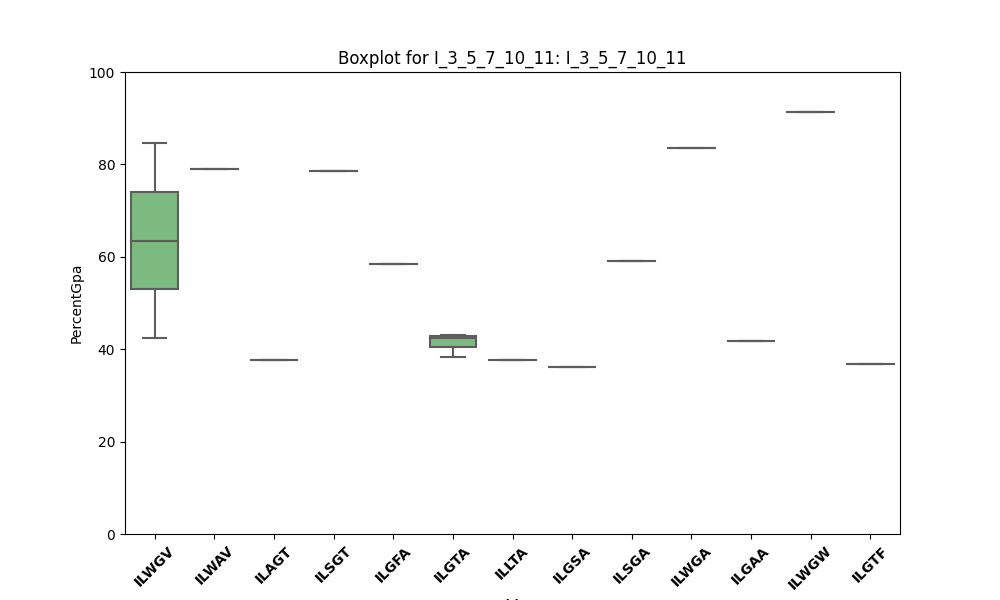 Boxplot for I_3_5_7_10_11: I_3_5_7_10_11
100
80
60
40
20
0
PercentGpa
ILWGV ILWAV ILAGT ILSGT ILGFA ILGTA ILLTA ILGSA ILSGA ILWGA ILGAA ILWGW ILGTF